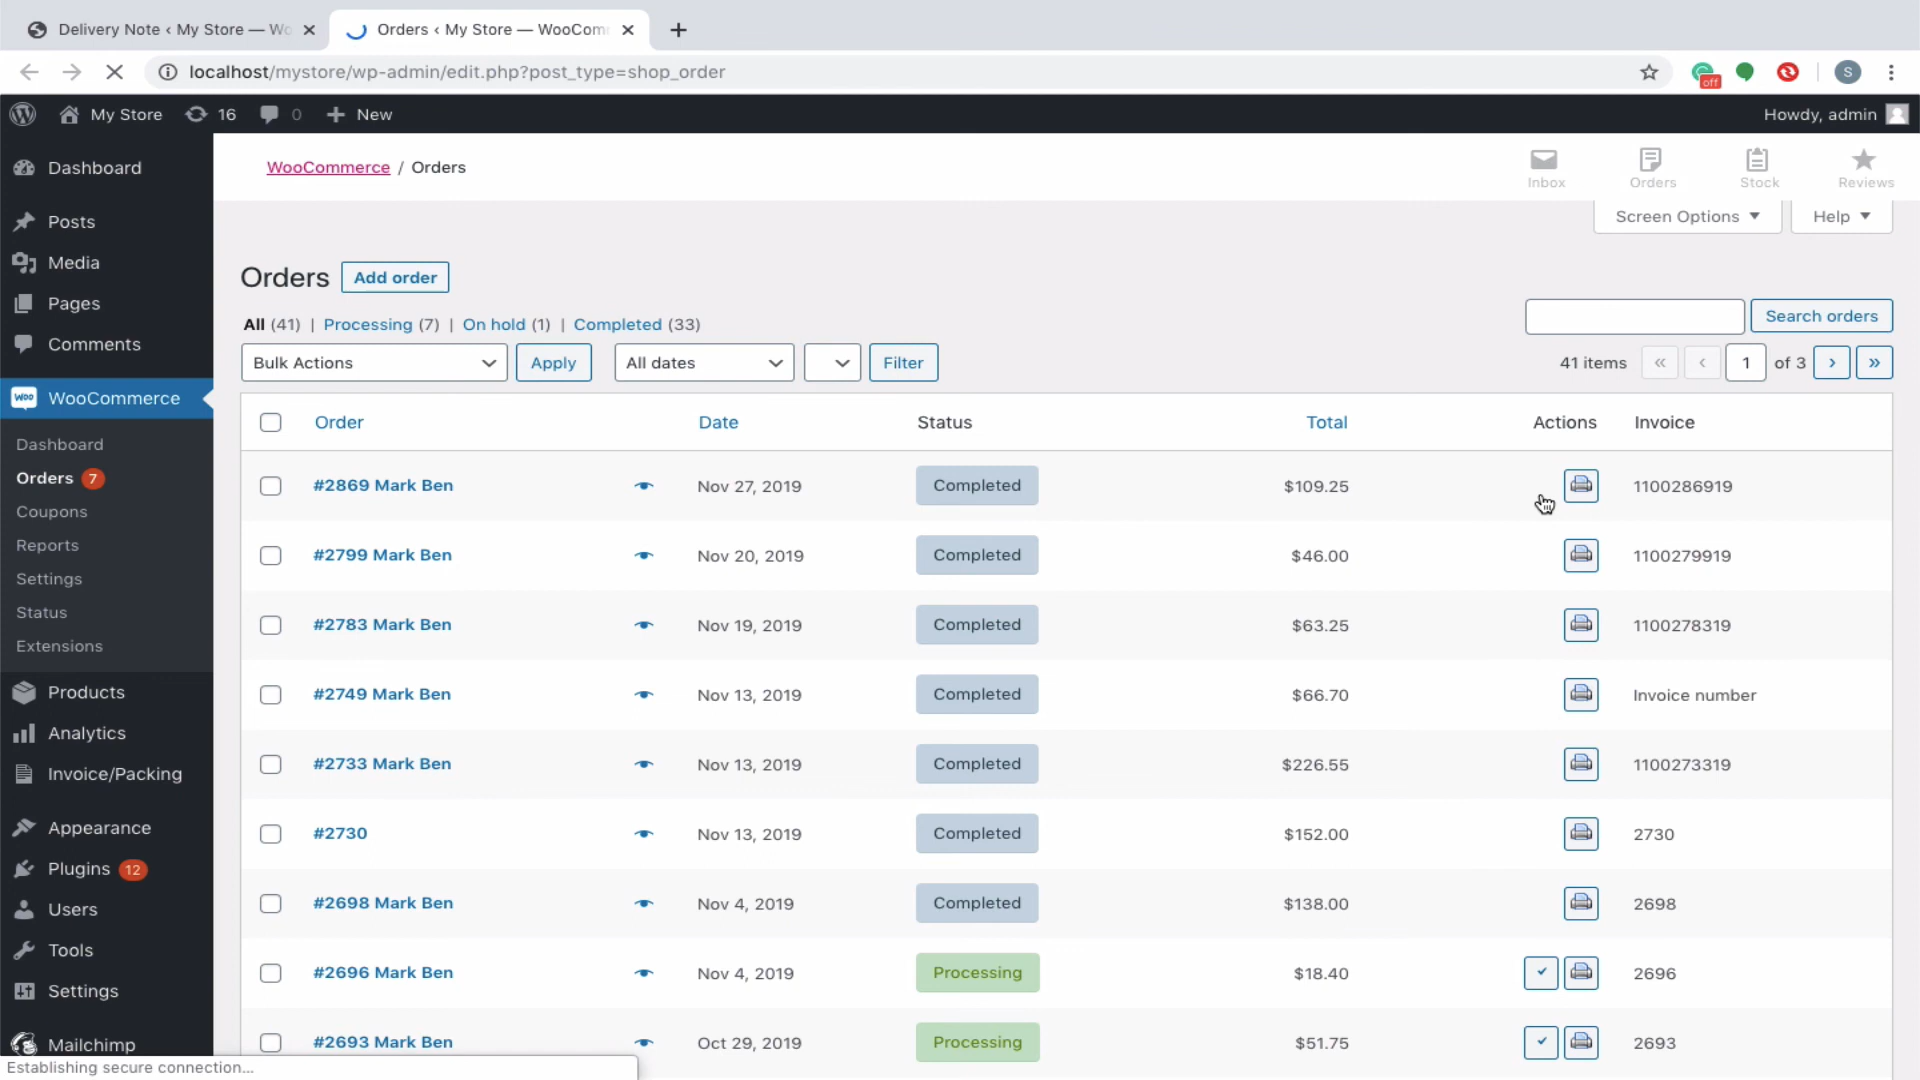 Delivery Note ‹ My Store — Wo
Orders ‹ My Store — WooCom
localhost/mystore/wp-admin/edit.php?post_type=shop_order
off
S
My Store 16 0 New
Howdy, admin
Dashboard
Posts
Media
Pages
Comments
woo WooCommerce
Dashboard
Orders 7
Coupons
Reports
Settings
Status
Extensions
Products
Analytics
Invoice/Packing
Appearance
Plugins 12
Users
Tools
Settings
Mailchimp
Establishing secure connection...
WooCommerce / Orders
Inbox Orders Stock Reviews
Screen Options ▼ Help ▼
Orders Add order
All (41) | Processing (7) | On hold (1) | Completed (33)
Search orders
Bulk Actions Apply All dates Filter
41 items « ‹ 1 of 3 › »
Order Date Status Total Actions Invoice
#2869 Mark Ben Nov 27, 2019 Completed $109.25 1100286919
#2799 Mark Ben Nov 20, 2019 Completed $46.00 1100279919
#2783 Mark Ben Nov 19, 2019 Completed $63.25 1100278319
#2749 Mark Ben Nov 13, 2019 Completed $66.70 Invoice number
#2733 Mark Ben Nov 13, 2019 Completed $226.55 1100273319
#2730 Nov 13, 2019 Completed $152.00 2730
#2698 Mark Ben Nov 4, 2019 Completed $138.00 2698
#2696 Mark Ben Nov 4, 2019 Processing $18.40 2696
#2693 Mark Ben Oct 29, 2019 Processing $51.75 2693